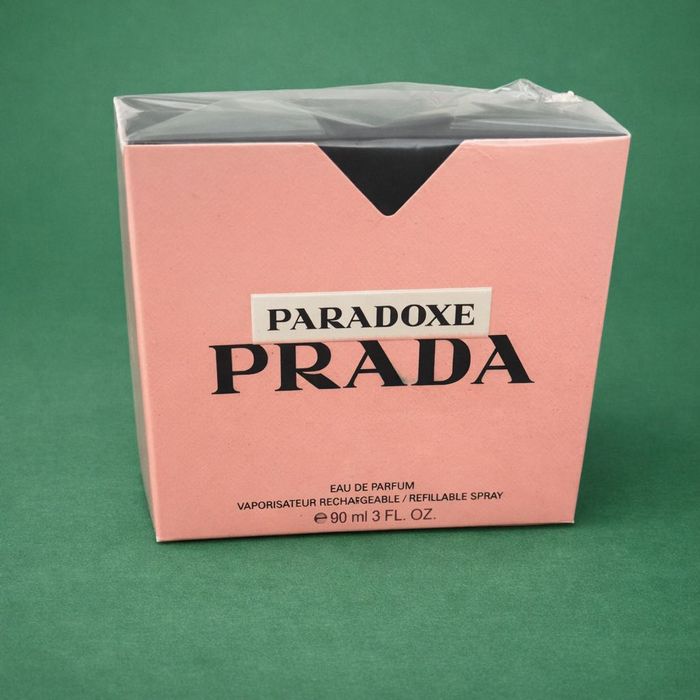 PARADOXE
PRADA
EAU DE PARFUM
VAPORISATEUR RECHARGEABLE / REFILLABLE SPRAY
℮ 90 ml 3 FL. OZ.